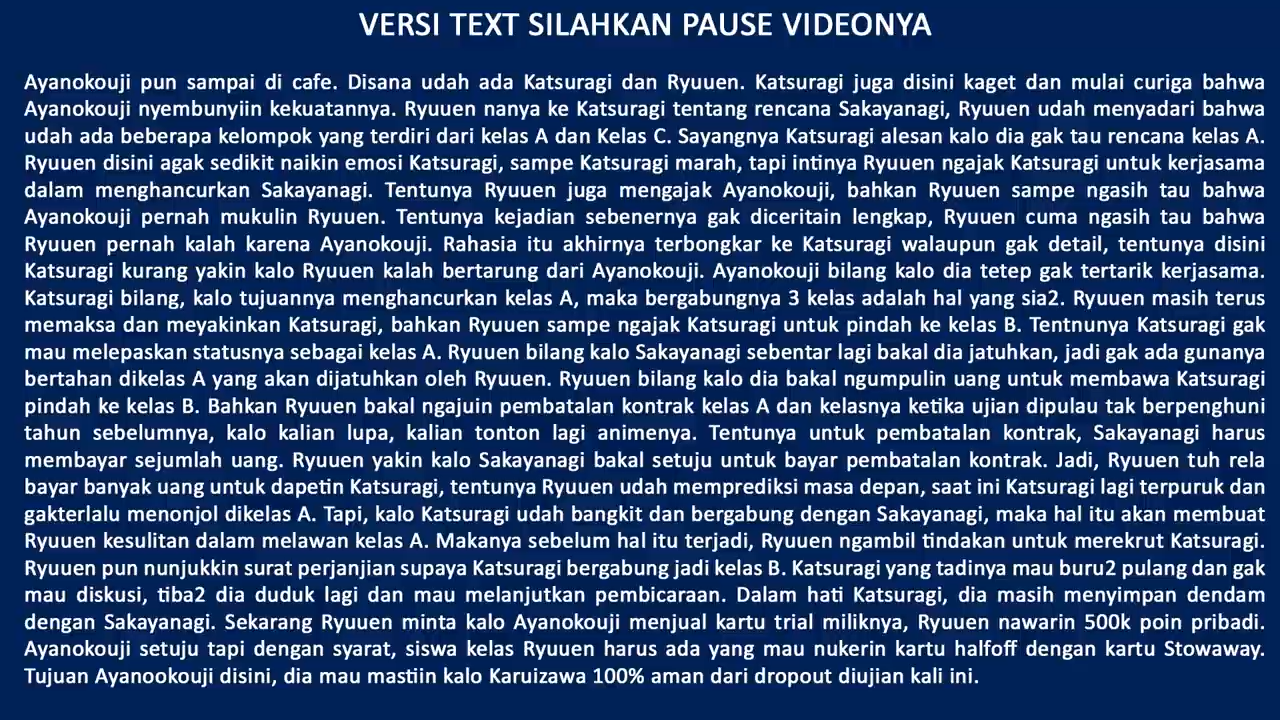 VERSI TEXT SILAHKAN PAUSE VIDEONYA
Ayanokouji pun sampai di cafe. Disana udah ada Katsuragi dan Ryuuen. Katsuragi juga disini kaget dan mulai curiga bahwa
Ayanokouji nyembunyiin kekuatannya. Ryuuen nanya ke Katsuragi tentang rencana Sakayanagi, Ryuuen udah menyadari bahwa
udah ada beberapa kelompok yang terdiri dari kelas A dan Kelas C. Sayangnya Katsuragi alesan kalo dia gak tau rencana kelas A.
Ryuuen disini agak sedikit naikin emosi Katsuragi, sampe Katsuragi marah, tapi intinya Ryuuen ngajak Katsuragi untuk kerjasama
dalam menghancurkan Sakayanagi. Tentunya Ryuuen juga mengajak Ayanokouji, bahkan Ryuuen sampe ngasih tau bahwa
Ayanokouji pernah mukulin Ryuuen. Tentunya kejadian sebenernya gak diceritain lengkap, Ryuuen cuma ngasih tau bahwa
Ryuuen pernah kalah karena Ayanokouji. Rahasia itu akhirnya terbongkar ke Katsuragi walaupun gak detail, tentunya disini
Katsuragi kurang yakin kalo Ryuuen kalah bertarung dari Ayanokouji. Ayanokouji bilang kalo dia tetep gak tertarik kerjasama.
Katsuragi bilang, kalo tujuannya menghancurkan kelas A, maka bergabungnya 3 kelas adalah hal yang sia2. Ryuuen masih terus
memaksa dan meyakinkan Katsuragi, bahkan Ryuuen sampe ngajak Katsuragi untuk pindah ke kelas B. Tentnunya Katsuragi gak
mau melepaskan statusnya sebagai kelas A. Ryuuen bilang kalo Sakayanagi sebentar lagi bakal dia jatuhkan, jadi gak ada gunanya
bertahan dikelas A yang akan dijatuhkan oleh Ryuuen. Ryuuen bilang kalo dia bakal ngumpulin uang untuk membawa Katsuragi
pindah ke kelas B. Bahkan Ryuuen bakal ngajuin pembatalan kontrak kelas A dan kelasnya ketika ujian dipulau tak berpenghuni
tahun sebelumnya, kalo kalian lupa, kalian tonton lagi animenya. Tentunya untuk pembatalan kontrak, Sakayanagi harus
membayar sejumlah uang. Ryuuen yakin kalo Sakayanagi bakal setuju untuk bayar pembatalan kontrak. Jadi, Ryuuen tuh rela
bayar banyak uang untuk dapetin Katsuragi, tentunya Ryuuen udah memprediksi masa depan, saat ini Katsuragi lagi terpuruk dan
gakterlalu menonjol dikelas A. Tapi, kalo Katsuragi udah bangkit dan bergabung dengan Sakayanagi, maka hal itu akan membuat
Ryuuen kesulitan dalam melawan kelas A. Makanya sebelum hal itu terjadi, Ryuuen ngambil tindakan untuk merekrut Katsuragi.
Ryuuen pun nunjukkin surat perjanjian supaya Katsuragi bergabung jadi kelas B. Katsuragi yang tadinya mau buru2 pulang dan gak
mau diskusi, tiba2 dia duduk lagi dan mau melanjutkan pembicaraan. Dalam hati Katsuragi, dia masih menyimpan dendam
dengan Sakayanagi. Sekarang Ryuuen minta kalo Ayanokouji menjual kartu trial miliknya, Ryuuen nawarin 500k poin pribadi.
Ayanokouji setuju tapi dengan syarat, siswa kelas Ryuuen harus ada yang mau nukerin kartu halfoff dengan kartu Stowaway.
Tujuan Ayanookouji disini, dia mau mastiin kalo Karuizawa 100% aman dari dropout diujian kali ini.